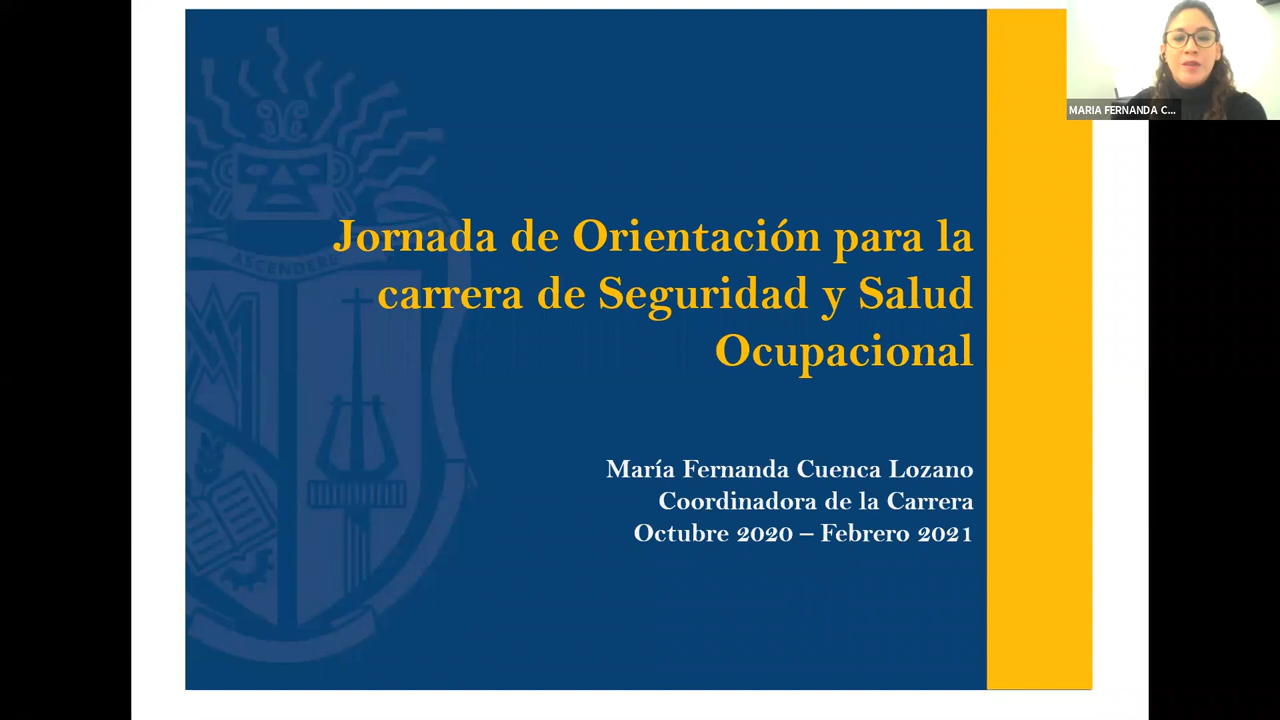 MARIA FERNANDA C...
ASCENDERE
Jornada de Orientación para la
carrera de Seguridad y Salud
Ocupacional
María Fernanda Cuenca Lozano
Coordinadora de la Carrera
Octubre 2020 – Febrero 2021